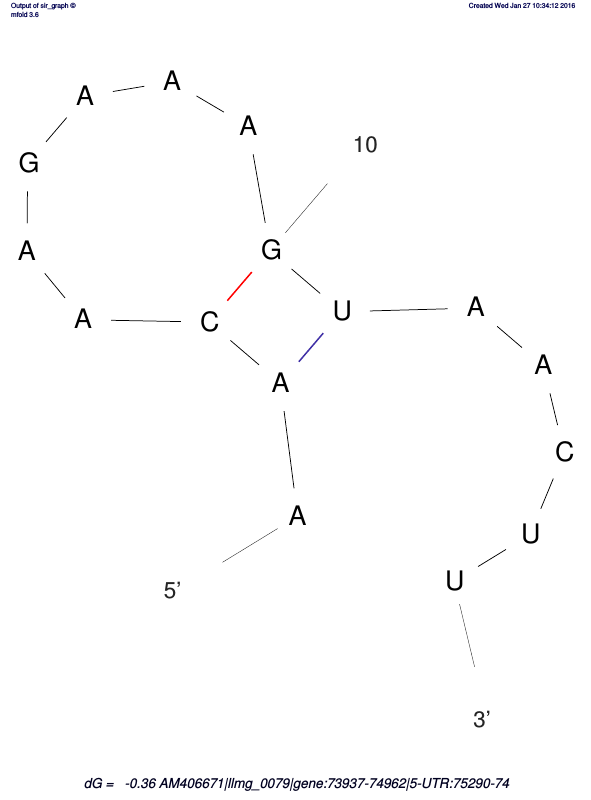 Output of sir_graph ©
mfold 3.6
Created Wed Jan 27 10:34:12 2016
A
A
A
G
10
G
A
U
A
A
C
A
A
C
A
U
U
5’
3’
dG = -0.36 AM406671|llmg_0079|gene:73937-74962|5-UTR:75290-74